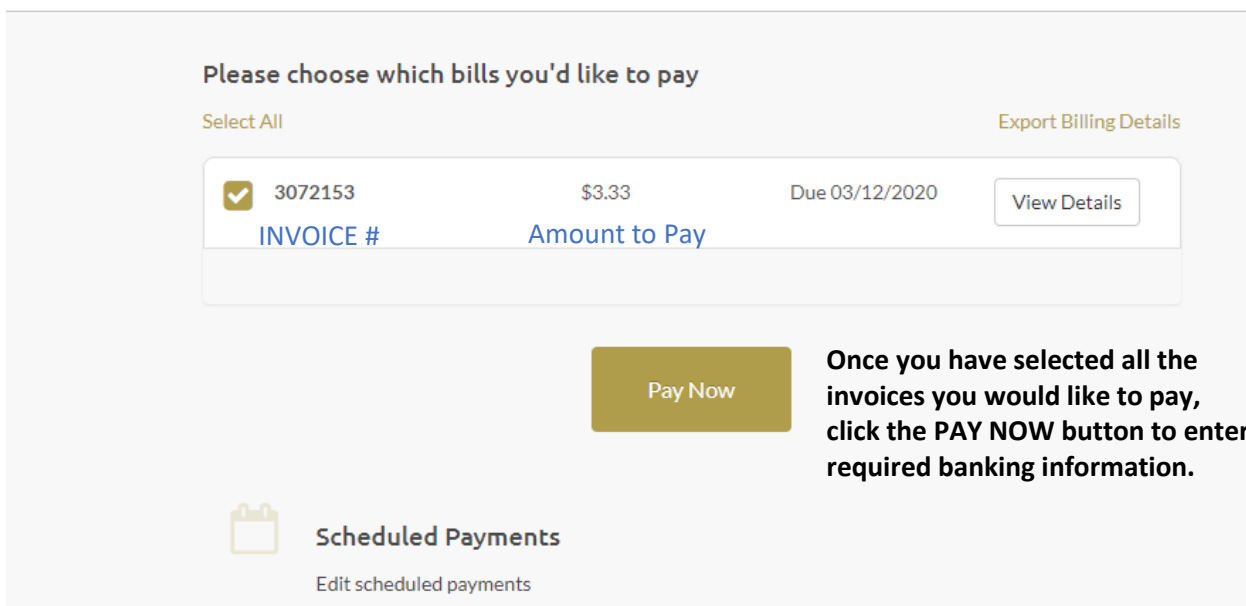 Please choose which bills you'd like to pay
Select All Export Billing Details
3072153 $3.33 Due 03/12/2020 View Details
INVOICE # Amount to Pay
Pay Now
Once you have selected all the
invoices you would like to pay,
click the PAY NOW button to enter
required banking information.
Scheduled Payments
Edit scheduled payments